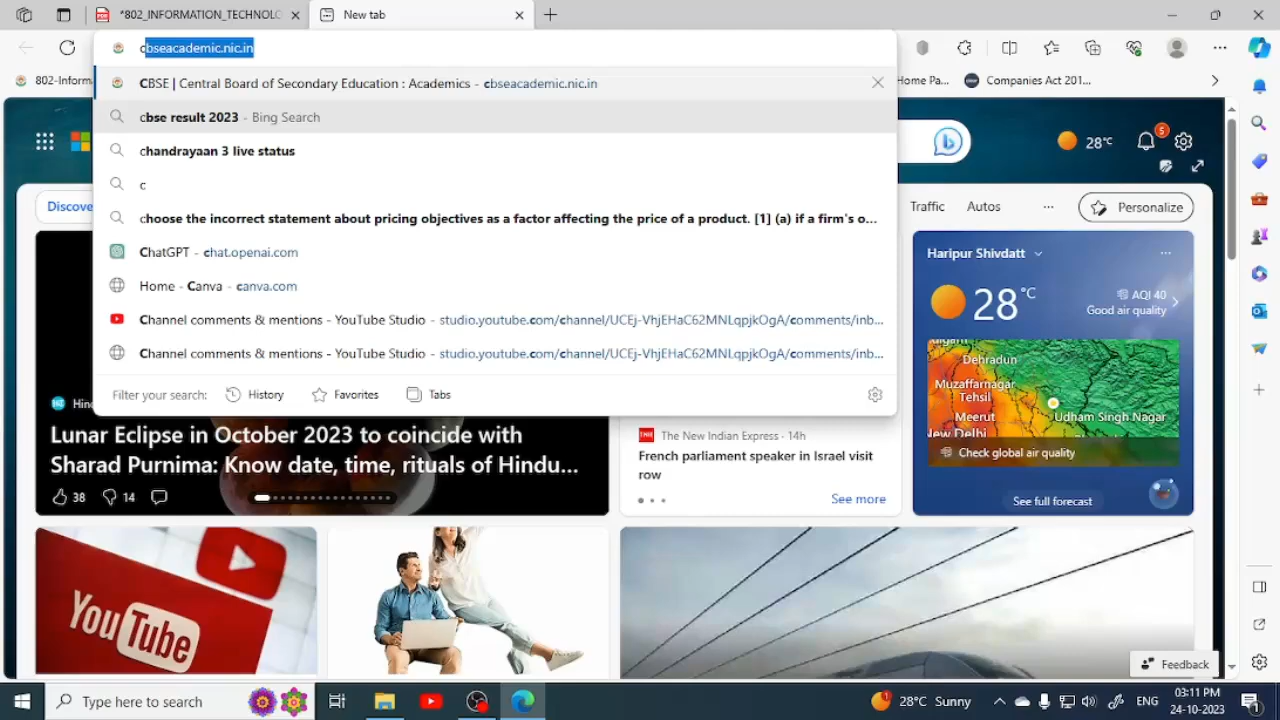 *802_INFORMATION_TECHNOLO
New tab
cbseacademic.nic.in
802-Inform
Home Pa...
Companies Act 201...
CBSE | Central Board of Secondary Education : Academics - cbseacademic.nic.in
cbse result 2023 - Bing Search
chandrayaan 3 live status
c
choose the incorrect statement about pricing objectives as a factor affecting the price of a product. [1] (a) if a firm's o...
ChatGPT - chat.openai.com
Home - Canva - canva.com
Channel comments & mentions - YouTube Studio - studio.youtube.com/channel/UCEj-VhjEHaC62MNLqpjkOgA/comments/inb...
Channel comments & mentions - YouTube Studio - studio.youtube.com/channel/UCEj-VhjEHaC62MNLqpjkOgA/comments/inb...
Filter your search: History Favorites Tabs
28°C
5
Discove
Traffic Autos ... Personalize
Haripur Shivdatt
28 °C
AQI 40
Good air quality
Dehradun
Muzaffarnagar
Tehsil
Meerut
Udham Singh Nagar
New Delhi
Check global air quality
See full forecast
Lunar Eclipse in October 2023 to coincide with
Sharad Purnima: Know date, time, rituals of Hindu...
38 14
The New Indian Express · 14h
French parliament speaker in Israel visit
row
See more
YouTube
Feedback
Type here to search
1
28°C Sunny
ENG
03:11 PM
24-10-2023
1